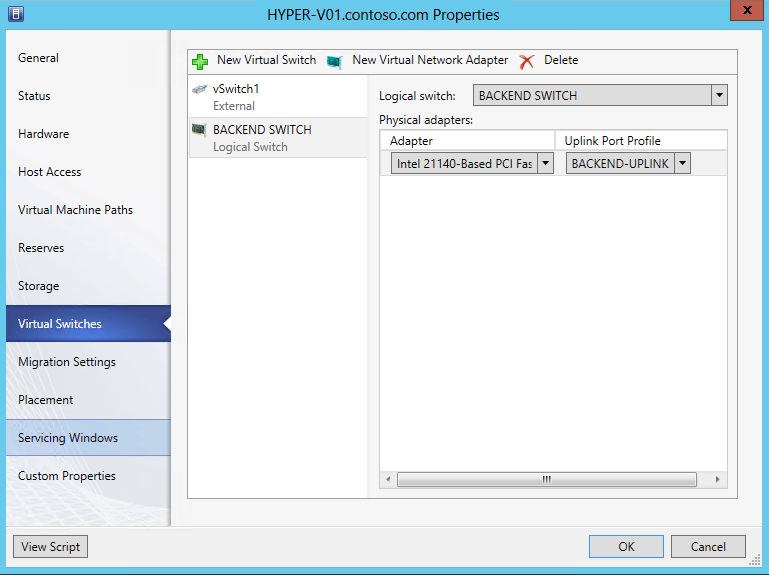 HYPER-V01.contoso.com Properties
x
General
Status
Hardware
Host Access
Virtual Machine Paths
Reserves
Storage
Virtual Switches
Migration Settings
Placement
Servicing Windows
Custom Properties
New Virtual Switch New Virtual Network Adapter Delete
vSwitch1
External
BACKEND SWITCH
Logical Switch
Logical switch: BACKEND SWITCH
Physical adapters:
Adapter Uplink Port Profile
Intel 21140-Based PCI Fas BACKEND-UPLINK
View Script OK Cancel